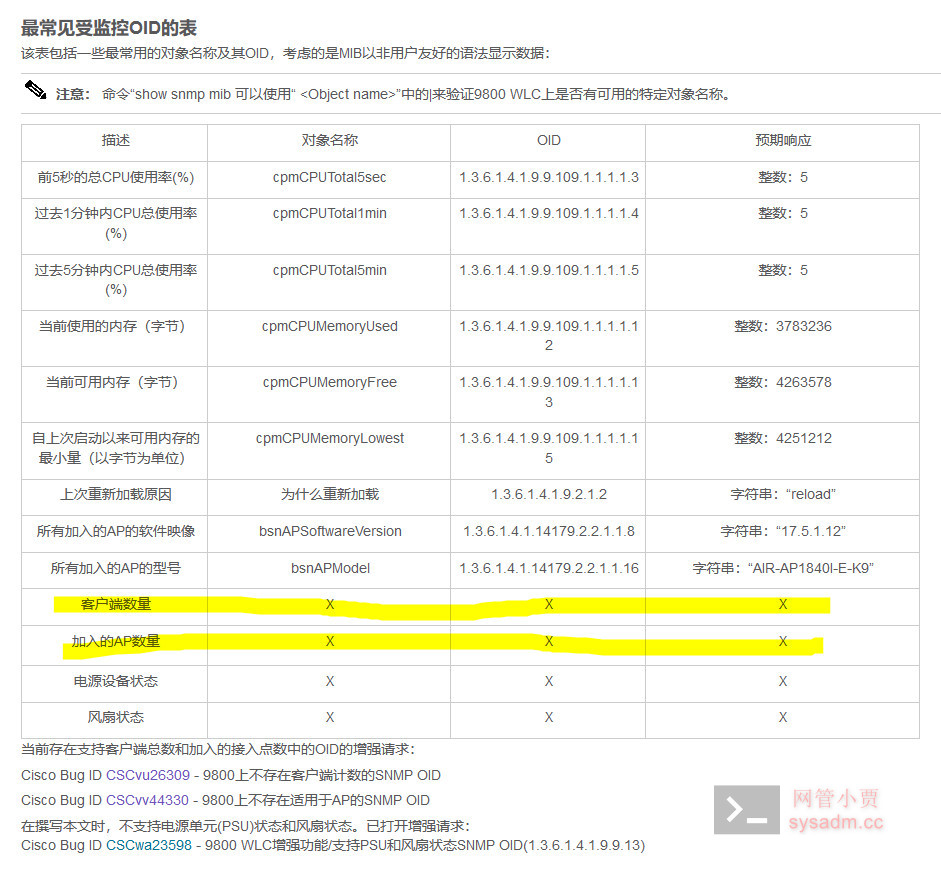 最常见受监控OID的表
该表包括一些最常用的对象名称及其OID，考虑的是MIB以非用户友好的语法显示数据：
注意： 命令“show snmp mib 可以使用“ <Object name>”中的|来验证9800 WLC上是否有可用的特定对象名称。
描述 对象名称 OID 预期响应
前5秒的总CPU使用率(%) cpmCPUTotal5sec 1.3.6.1.4.1.9.9.109.1.1.1.1.3 整数：5
过去1分钟内CPU总使用率 cpmCPUTotal1min 1.3.6.1.4.1.9.9.109.1.1.1.1.4 整数：5
(%)
过去5分钟内CPU总使用率 cpmCPUTotal5min 1.3.6.1.4.1.9.9.109.1.1.1.1.5 整数：5
(%)
当前使用的内存（字节） cpmCPUMemoryUsed 1.3.6.1.4.1.9.9.109.1.1.1.1.1 整数：3783236
2
当前可用内存（字节） cpmCPUMemoryFree 1.3.6.1.4.1.9.9.109.1.1.1.1.1 整数：4263578
3
自上次启动以来可用内存的 cpmCPUMemoryLowest 1.3.6.1.4.1.9.9.109.1.1.1.1.1 整数：4251212
最小量（以字节为单位） 5
上次重新加载原因 为什么重新加载 1.3.6.1.4.1.9.2.1.2 字符串：“reload”
所有加入的AP的软件映像 bsnAPSoftwareVersion 1.3.6.1.4.1.14179.2.2.1.1.8 字符串：“17.5.1.12”
所有加入的AP的型号 bsnAPModel 1.3.6.1.4.1.14179.2.2.1.1.16 字符串：“AIR-AP1840I-E-K9”
客户端数量 X X X
加入的AP数量 X X X
电源设备状态 X X X
风扇状态 X X X
当前存在支持客户端总数和加入的接入点数中的OID的增强请求：
Cisco Bug ID CSCvu26309 - 9800上不存在客户端计数的SNMP OID
Cisco Bug ID CSCvv44330 - 9800上不存在适用于AP的SNMP OID
在撰写本文时，不支持电源单元(PSU)状态和风扇状态。已打开增强请求：
Cisco Bug ID CSCwa23598 - 9800 WLC增强功能/支持PSU和风扇状态SNMP OID(1.3.6.1.4.1.9.9.13)
网管小贾
sysadm.cc